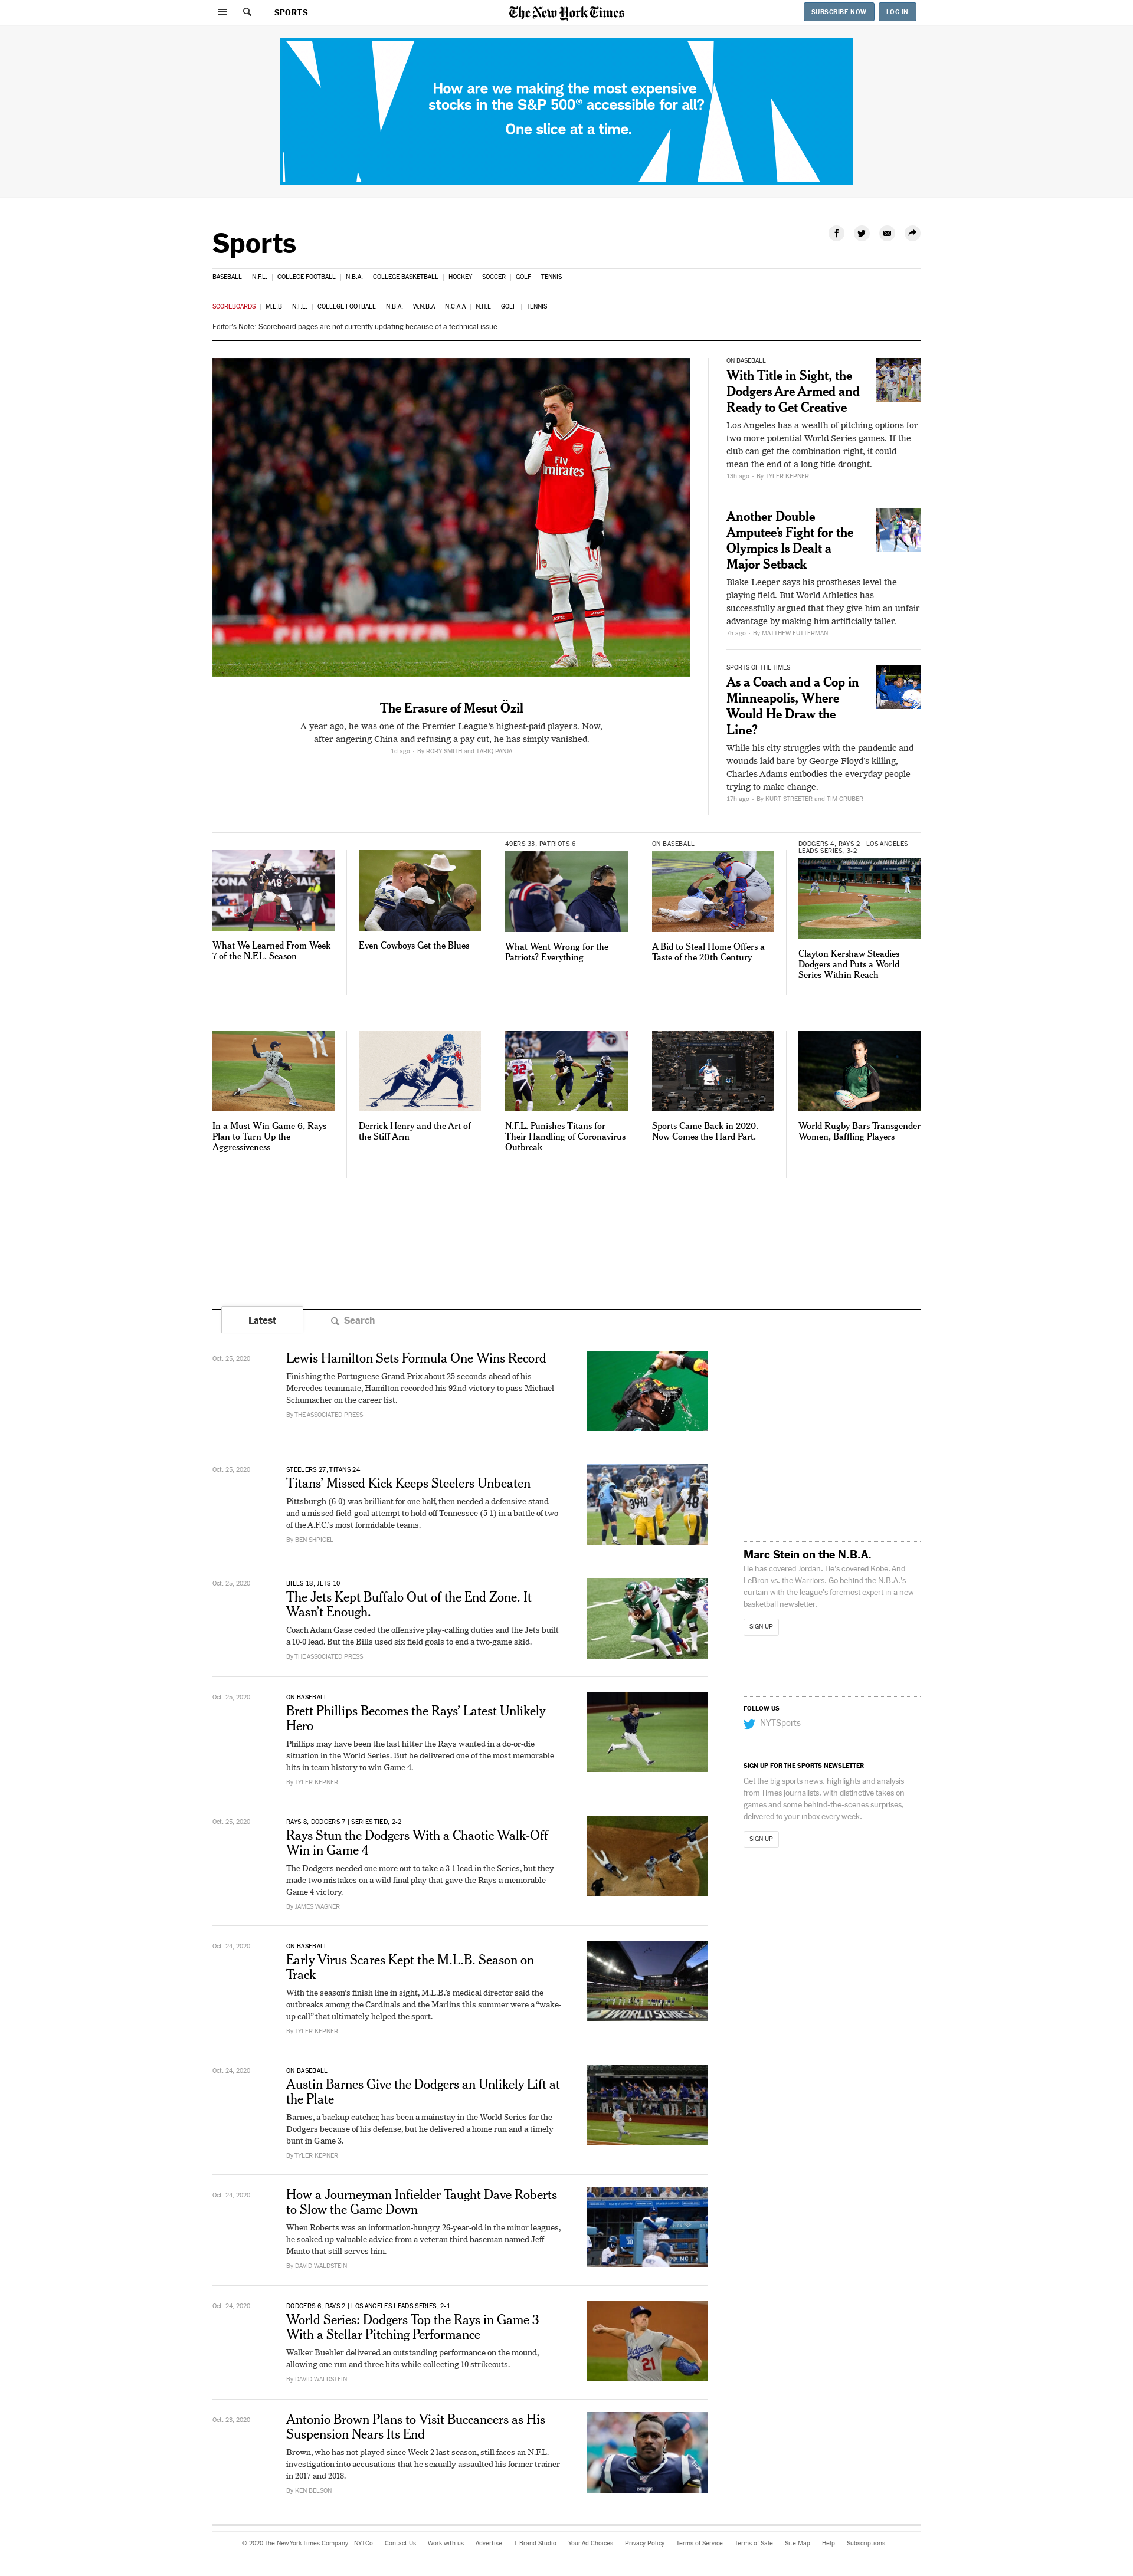 SPORTS
The New York Times
SUBSCRIBE NOW
LOG IN
How are we making the most expensive
stocks in the S&P 500® accessible for all?
One slice at a time.
Sports
BASEBALL | N.F.L. | COLLEGE FOOTBALL | N.B.A. | COLLEGE BASKETBALL | HOCKEY | SOCCER | GOLF | TENNIS
SCOREBOARDS | M.L.B | N.F.L. | COLLEGE FOOTBALL | N.B.A. | W.N.B.A | N.C.A.A | N.H.L | GOLF | TENNIS
Editor's Note: Scoreboard pages are not currently updating because of a technical issue.
The Erasure of Mesut Özil
A year ago, he was one of the Premier League's highest-paid players. Now,
after angering China and refusing a pay cut, he has simply vanished.
1d ago • By RORY SMITH and TARIQ PANJA
ON BASEBALL
With Title in Sight, the
Dodgers Are Armed and
Ready to Get Creative
Los Angeles has a wealth of pitching options for
two more potential World Series games. If the
club can get the combination right, it could
mean the end of a long title drought.
13h ago • By TYLER KEPNER
Another Double
Amputee's Fight for the
Olympics Is Dealt a
Major Setback
Blake Leeper says his prostheses level the
playing field. But World Athletics has
successfully argued that they give him an unfair
advantage by making him artificially taller.
7h ago • By MATTHEW FUTTERMAN
SPORTS OF THE TIMES
As a Coach and a Cop in
Minneapolis, Where
Would He Draw the
Line?
While his city struggles with the pandemic and
wounds laid bare by George Floyd's killing,
Charles Adams embodies the everyday people
trying to make change.
17h ago • By KURT STREETER and TIM GRUBER
What We Learned From Week
7 of the N.F.L. Season
Even Cowboys Get the Blues
49ERS 33, PATRIOTS 6
What Went Wrong for the
Patriots? Everything
ON BASEBALL
A Bid to Steal Home Offers a
Taste of the 20th Century
DODGERS 4, RAYS 2 | LOS ANGELES
LEADS SERIES, 3-2
Clayton Kershaw Steadies
Dodgers and Puts a World
Series Within Reach
In a Must-Win Game 6, Rays
Plan to Turn Up the
Aggressiveness
Derrick Henry and the Art of
the Stiff Arm
N.F.L. Punishes Titans for
Their Handling of Coronavirus
Outbreak
Sports Came Back in 2020.
Now Comes the Hard Part.
World Rugby Bars Transgender
Women, Baffling Players
Latest
Search
Oct. 25, 2020
Lewis Hamilton Sets Formula One Wins Record
Finishing the Portuguese Grand Prix about 25 seconds ahead of his
Mercedes teammate, Hamilton recorded his 92nd victory to pass Michael
Schumacher on the career list.
By THE ASSOCIATED PRESS
Oct. 25, 2020
STEELERS 27, TITANS 24
Titans' Missed Kick Keeps Steelers Unbeaten
Pittsburgh (6-0) was brilliant for one half, then needed a defensive stand
and a missed field-goal attempt to hold off Tennessee (5-1) in a battle of two
of the A.F.C.'s most formidable teams.
By BEN SHPIGEL
Oct. 25, 2020
BILLS 18, JETS 10
The Jets Kept Buffalo Out of the End Zone. It
Wasn't Enough.
Coach Adam Gase ceded the offensive play-calling duties and the Jets built
a 10-0 lead. But the Bills used six field goals to end a two-game skid.
By THE ASSOCIATED PRESS
Oct. 25, 2020
ON BASEBALL
Brett Phillips Becomes the Rays' Latest Unlikely
Hero
Phillips may have been the last hitter the Rays wanted in a do-or-die
situation in the World Series. But he delivered one of the most memorable
hits in team history to win Game 4.
By TYLER KEPNER
Oct. 25, 2020
RAYS 8, DODGERS 7 | SERIES TIED, 2-2
Rays Stun the Dodgers With a Chaotic Walk-Off
Win in Game 4
The Dodgers needed one more out to take a 3-1 lead in the Series, but they
made two mistakes on a wild final play that gave the Rays a memorable
Game 4 victory.
By JAMES WAGNER
Oct. 24, 2020
ON BASEBALL
Early Virus Scares Kept the M.L.B. Season on
Track
With the season's finish line in sight, M.L.B.'s medical director said the
outbreaks among the Cardinals and the Marlins this summer were a "wake-
up call" that ultimately helped the sport.
By TYLER KEPNER
Oct. 24, 2020
ON BASEBALL
Austin Barnes Give the Dodgers an Unlikely Lift at
the Plate
Barnes, a backup catcher, has been a mainstay in the World Series for the
Dodgers because of his defense, but he delivered a home run and a timely
bunt in Game 3.
By TYLER KEPNER
Oct. 24, 2020
How a Journeyman Infielder Taught Dave Roberts
to Slow the Game Down
When Roberts was an information-hungry 26-year-old in the minor leagues,
he soaked up valuable advice from a veteran third baseman named Jeff
Manto that still serves him.
By DAVID WALDSTEIN
Oct. 24, 2020
DODGERS 6, RAYS 2 | LOS ANGELES LEADS SERIES, 2-1
World Series: Dodgers Top the Rays in Game 3
With a Stellar Pitching Performance
Walker Buehler delivered an outstanding performance on the mound,
allowing one run and three hits while collecting 10 strikeouts.
By DAVID WALDSTEIN
Oct. 23, 2020
Antonio Brown Plans to Visit Buccaneers as His
Suspension Nears Its End
Brown, who has not played since Week 2 last season, still faces an N.F.L.
investigation into accusations that he sexually assaulted his former trainer
in 2017 and 2018.
By KEN BELSON
Marc Stein on the N.B.A.
He has covered Jordan. He's covered Kobe. And
LeBron vs. the Warriors. Go behind the N.B.A.'s
curtain with the league's foremost expert in a new
basketball newsletter.
SIGN UP
FOLLOW US
NYTSports
SIGN UP FOR THE SPORTS NEWSLETTER
Get the big sports news, highlights and analysis
from Times journalists, with distinctive takes on
games and some behind-the-scenes surprises,
delivered to your inbox every week.
SIGN UP
© 2020 The New York Times Company NYTCo Contact Us Work with us Advertise T Brand Studio Your Ad Choices Privacy Policy Terms of Service Terms of Sale Site Map Help Subscriptions